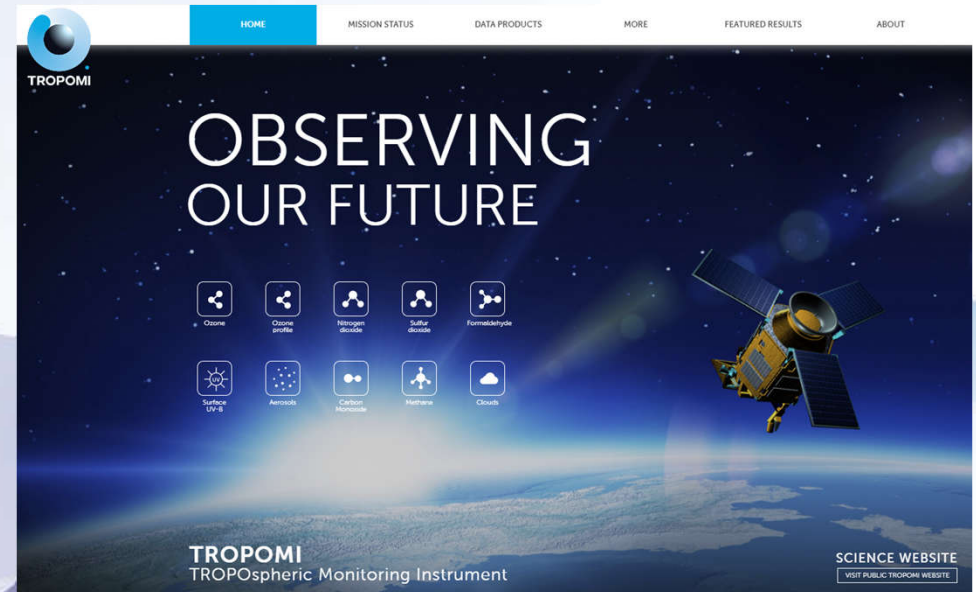 HOME MISSION STATUS DATA PRODUCTS MORE FEATURED RESULTS ABOUT
TROPOMI
OBSERVING
OUR FUTURE
Ozone
Ozone
profile
Nitrogen
dioxide
Sulfur
dioxide
Formaldehyde
UV
Surface
UV-B
Aerosols
Carbon
Monoxide
Methane
Clouds
TROPOMI
TROPOspheric Monitoring Instrument
SCIENCE WEBSITE
VISIT PUBLIC TROPOMI WEBSITE